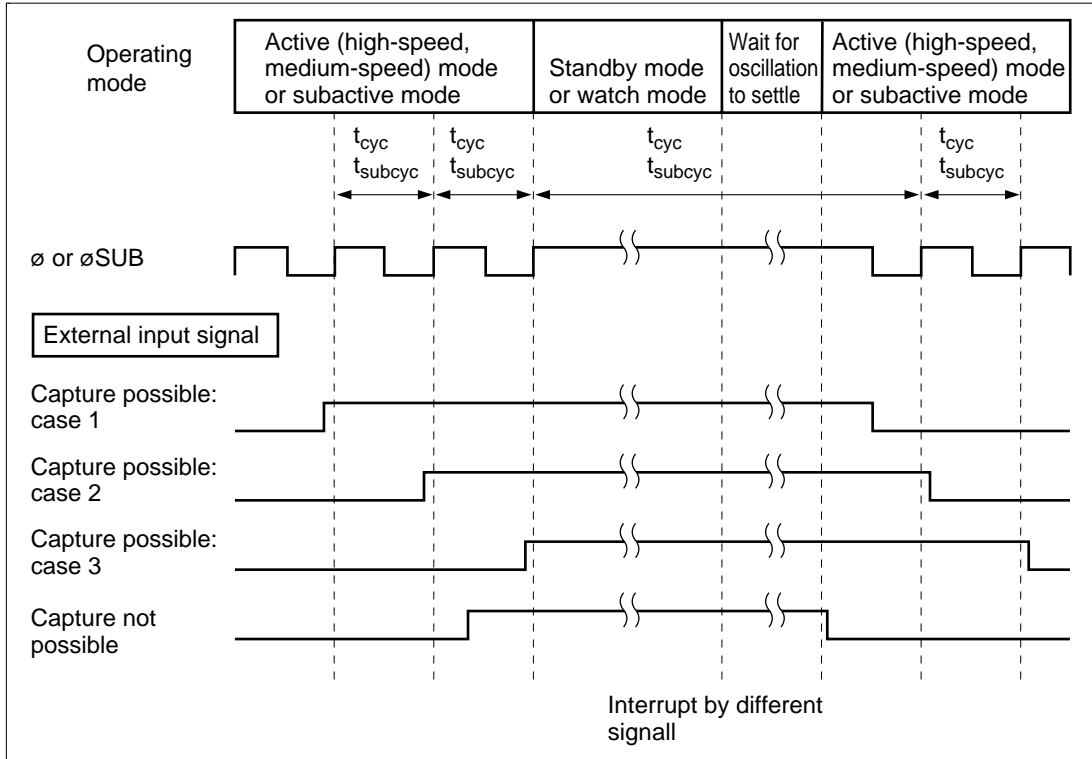 Operating
mode
Active (high-speed,
medium-speed) mode
or subactive mode
Standby mode
or watch mode
Wait for
oscillation
to settle
Active (high-speed,
medium-speed) mode
or subactive mode
tcyc
tsubcyc
tcyc
tsubcyc
tcyc
tsubcyc
tcyc
tsubcyc
ø or øSUB
External input signal
Capture possible:
case 1
Capture possible:
case 2
Capture possible:
case 3
Capture not
possible
Interrupt by different
signall